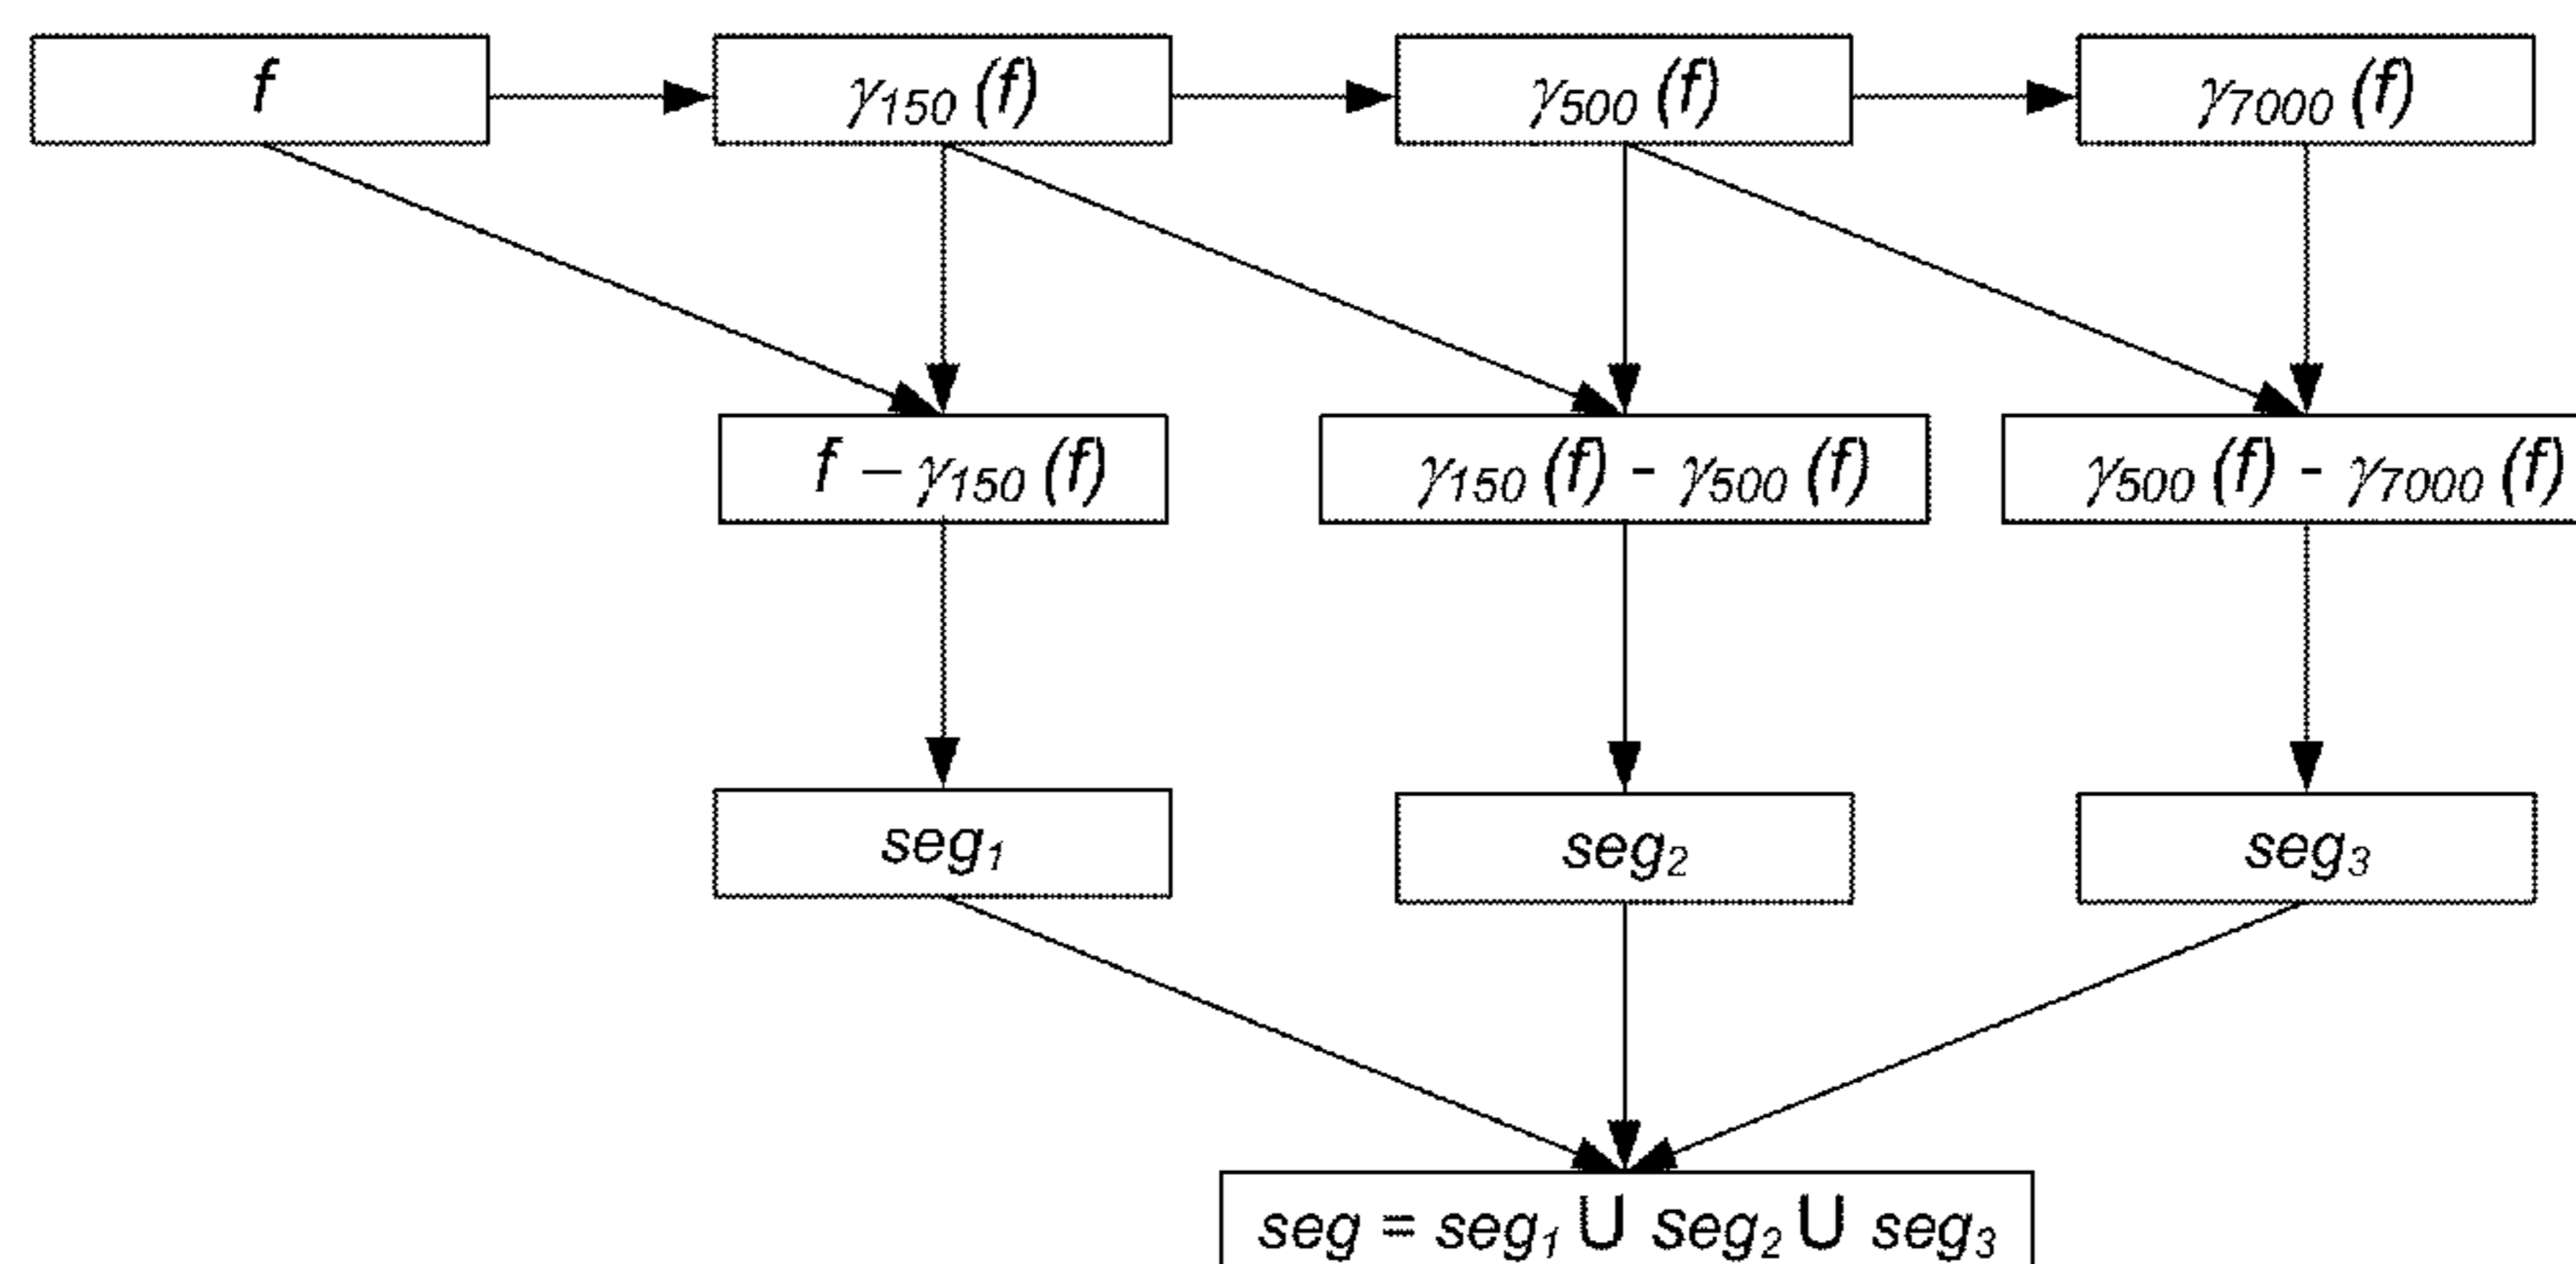 f
γ150 (f)
γ500 (f)
γ7000 (f)
f – γ150 (f)
γ150 (f) - γ500 (f)
γ500 (f) - γ7000 (f)
seg1
seg2
seg3
seg = seg1 U seg2 U seg3